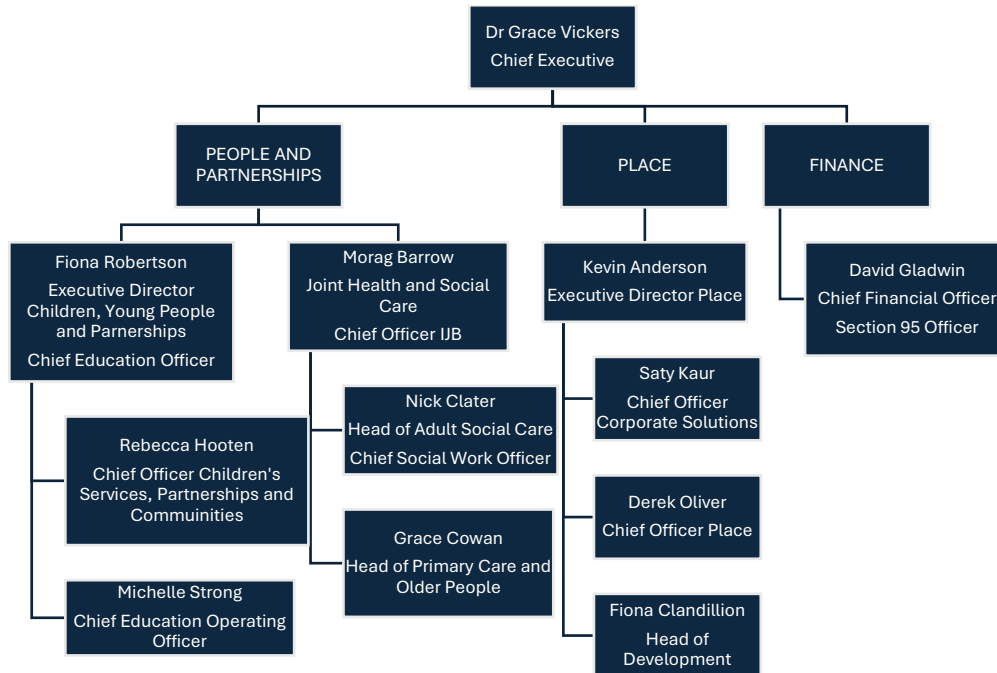 Dr Grace Vickers
Chief Executive
PEOPLE AND
PARTNERSHIPS
PLACE
FINANCE
Fiona Robertson
Executive Director
Children, Young People
and Parnerships
Chief Education Officer
Morag Barrow
Joint Health and Social
Care
Chief Officer IJB
Kevin Anderson
Executive Director Place
David Gladwin
Chief Financial Officer
Section 95 Officer
Rebecca Hooten
Chief Officer Children's
Services, Partnerships and
Commuinities
Michelle Strong
Chief Education Operating
Officer
Nick Clater
Head of Adult Social Care
Chief Social Work Officer
Grace Cowan
Head of Primary Care and
Older People
Saty Kaur
Chief Officer
Corporate Solutions
Derek Oliver
Chief Officer Place
Fiona Clandillion
Head of
Development